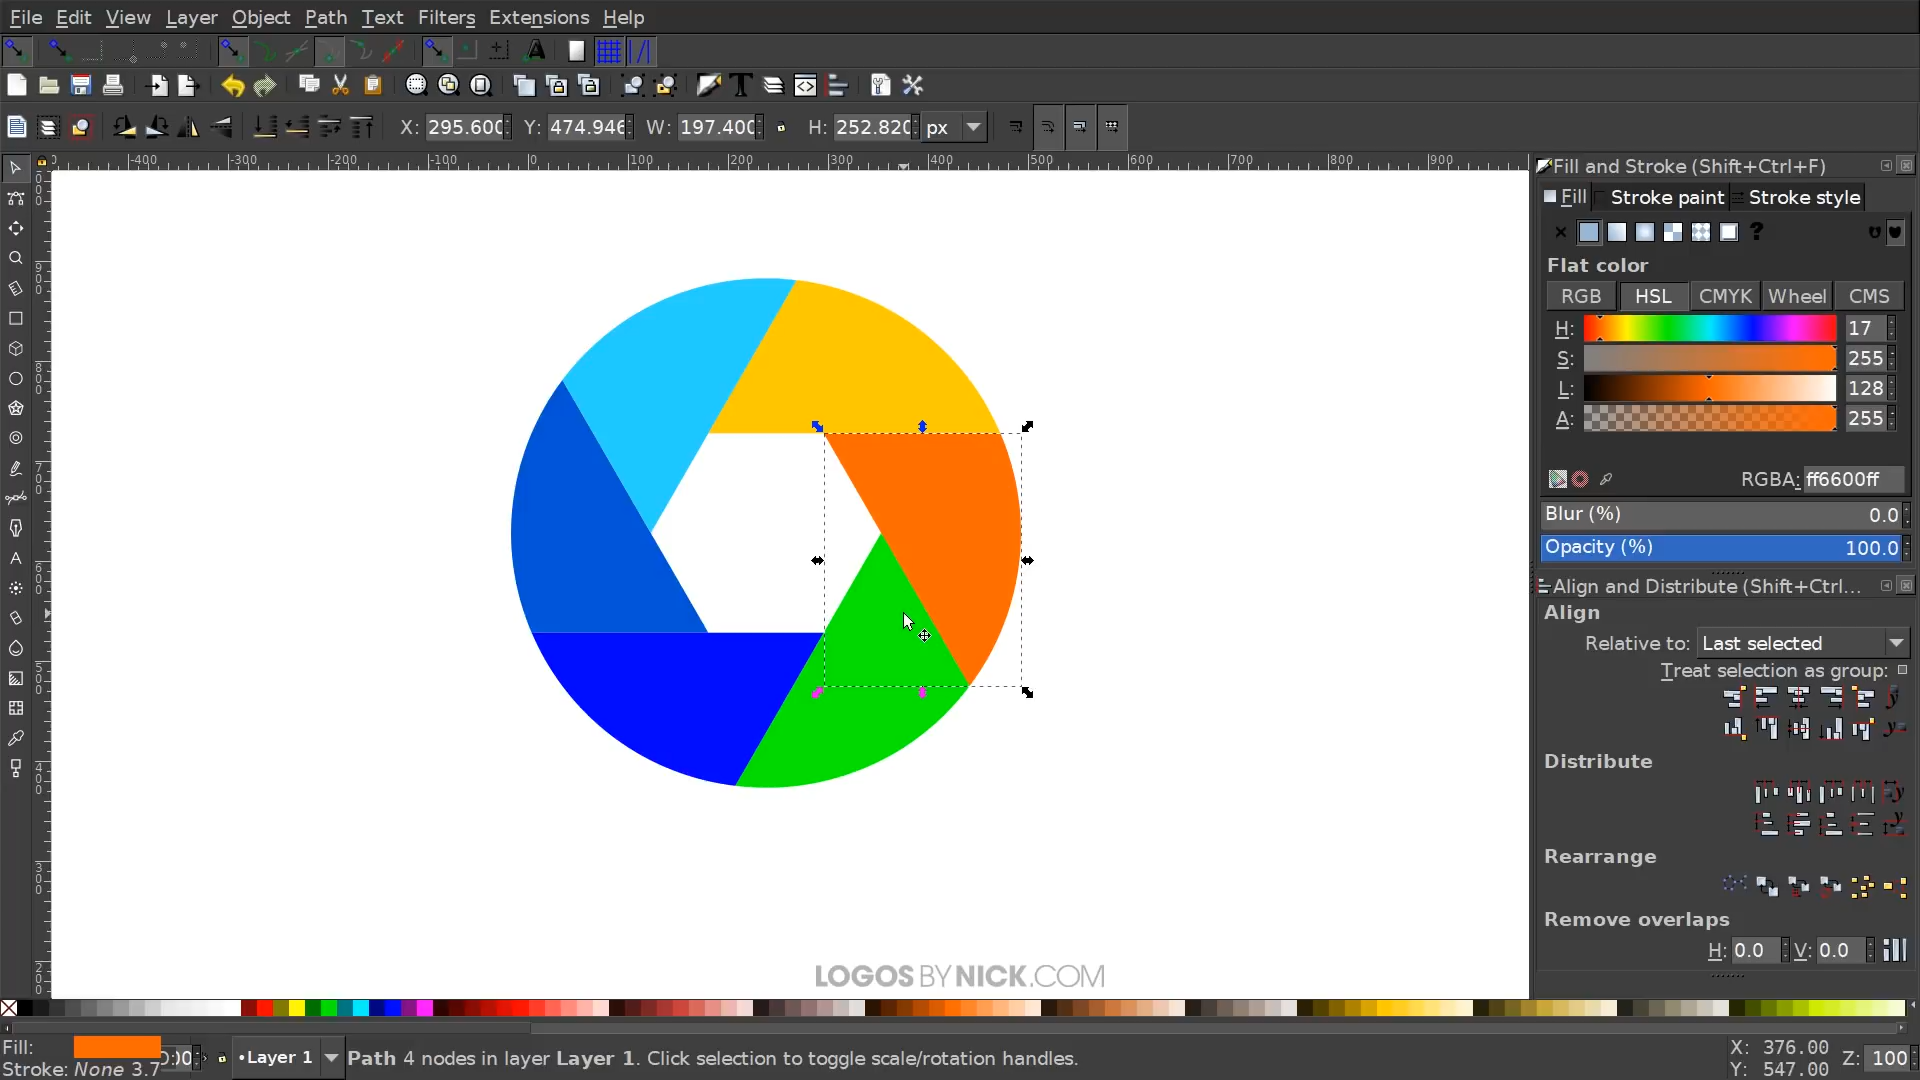 File Edit View Layer Object Path Text Filters Extensions Help
X: 295.600 Y: 474.946 W: 197.400 H: 252.820 px
-400 -300 -200 -100 0 100 200 300 400 500 600 700 800 900
Fill and Stroke (Shift+Ctrl+F)
Fill Stroke paint Stroke style
Flat color
RGB HSL CMYK Wheel CMS
H: 17
S: 255
L: 128
A: 255
RGBA: ff6600ff
Blur (%) 0.0
Opacity (%) 100.0
Align and Distribute (Shift+Ctrl...
Align
Relative to: Last selected
Treat selection as group:
Distribute
Rearrange
Remove overlaps
H: 0.0 V: 0.0
LOGOS BY NICK.COM
Fill:
Stroke: None 3.7
Layer 1
Path 4 nodes in layer Layer 1. Click selection to toggle scale/rotation handles.
X: 376.00
Y: 547.00
Z: 100